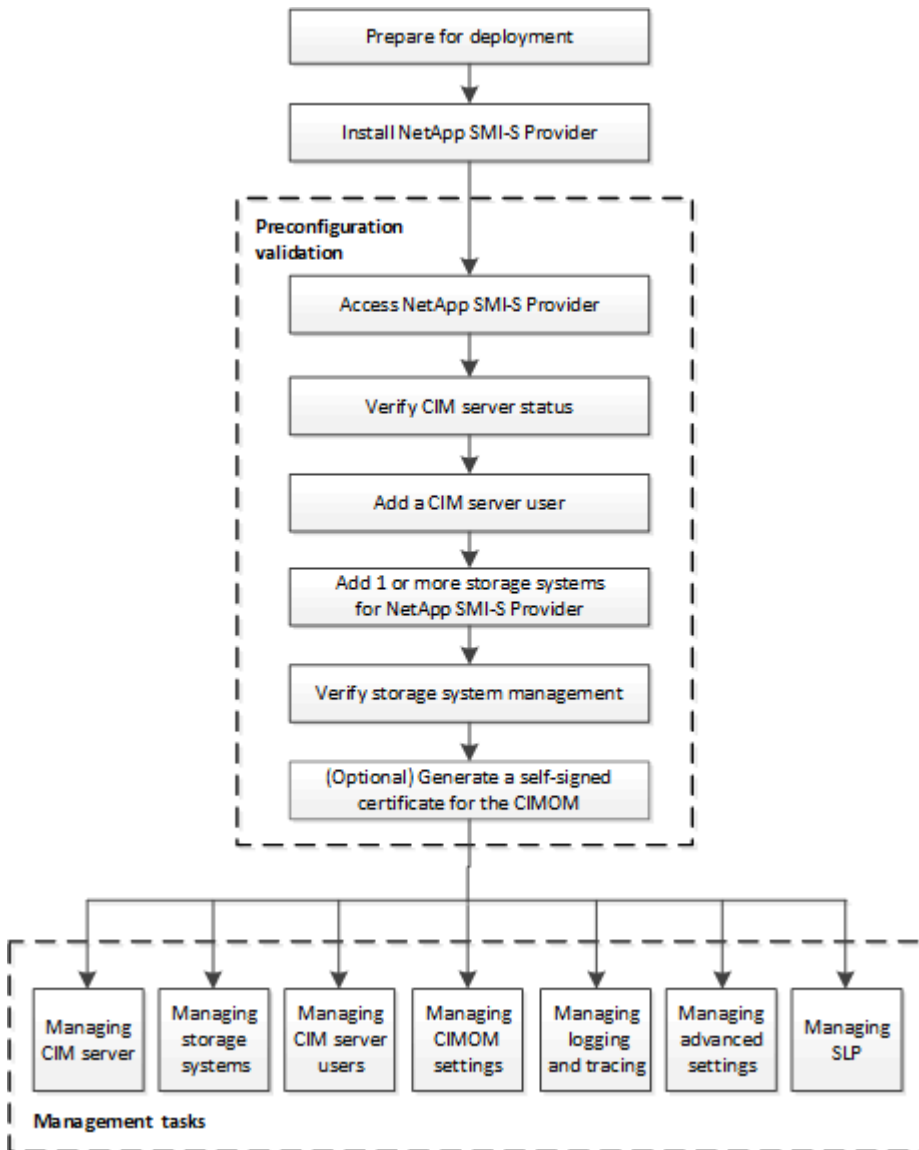 Prepare for deployment
Install NetApp SMI-S Provider
Preconfiguration
validation
Access NetApp SMI-S Provider
Verify CIM server status
Add a CIM server user
Add 1 or more storage systems
for NetApp SMI-S Provider
Verify storage system management
(Optional) Generate a self-signed
certificate for the CIMOM
Managing
CIM server
Managing
storage
systems
Managing
CIM server
users
Managing
CIMOM
settings
Managing
logging
and tracing
Managing
advanced
settings
Managing
SLP
Management tasks